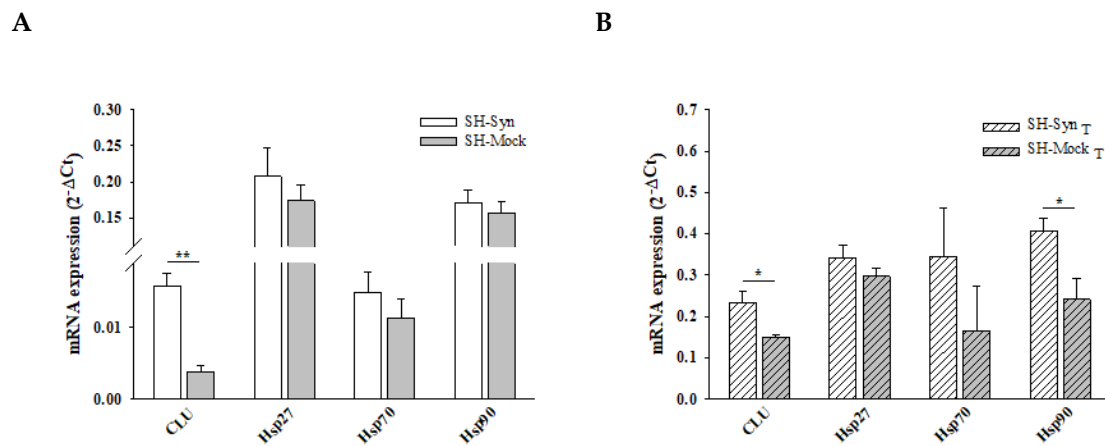 A
mRNA expression (2-ΔCt)
0.30
0.25
0.20
0.15
0.01
0.00
SH-Syn
SH-Mock
**
CLU
Hsp27
Hsp70
Hsp90
B
mRNA expression (2-ΔCt)
0.7
0.6
0.5
0.4
0.3
0.2
0.1
0.0
SH-Syn T
SH-Mock T
*
*
CLU
Hsp27
Hsp70
Hsp90